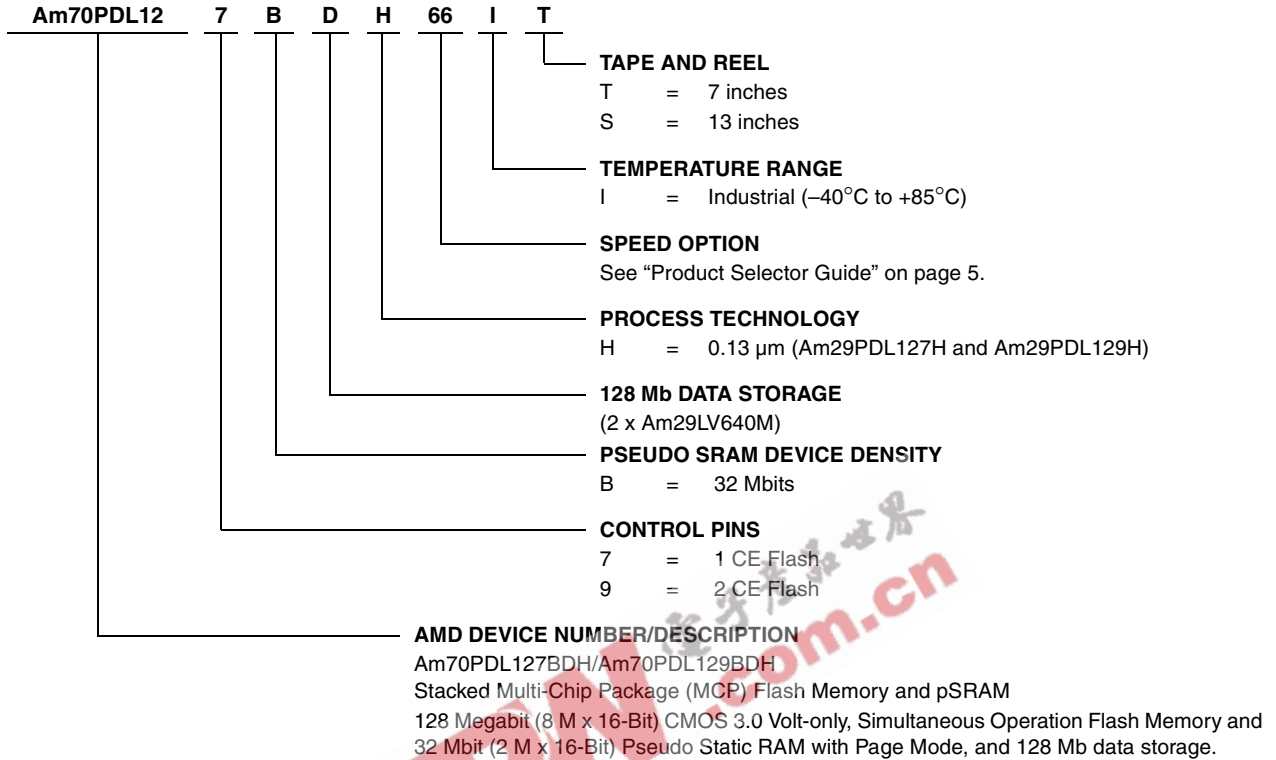 Am70PDL12 7 B D H 66 I T
TAPE AND REEL
T = 7 inches
S = 13 inches
TEMPERATURE RANGE
I = Industrial (–40°C to +85°C)
SPEED OPTION
See “Product Selector Guide” on page 5.
PROCESS TECHNOLOGY
H = 0.13 µm (Am29PDL127H and Am29PDL129H)
128 Mb DATA STORAGE
(2 x Am29LV640M)
PSEUDO SRAM DEVICE DENSITY
B = 32 Mbits
CONTROL PINS
7 = 1 CE Flash
9 = 2 CE Flash
AMD DEVICE NUMBER/DESCRIPTION
Am70PDL127BDH/Am70PDL129BDH
Stacked Multi-Chip Package (MCP) Flash Memory and pSRAM
128 Megabit (8 M x 16-Bit) CMOS 3.0 Volt-only, Simultaneous Operation Flash Memory and
32 Mbit (2 M x 16-Bit) Pseudo Static RAM with Page Mode, and 128 Mb data storage.
.com.cn